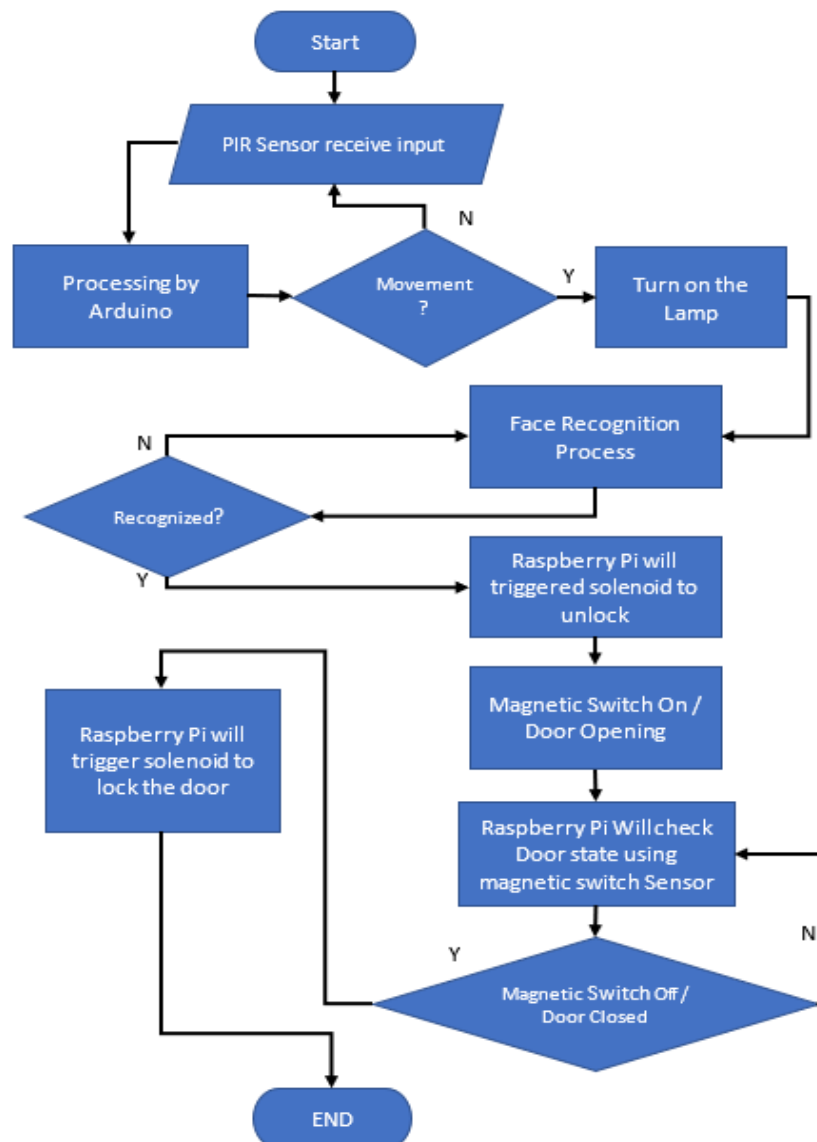 Start
PIR Sensor receive input
N
Processing by
Arduino
Movement
?
Y
Turn on the
Lamp
Face Recognition
Process
N
Recognized?
Y
Raspberry Pi will
triggered solenoid to
unlock
Magnetic Switch On /
Door Opening
Raspberry Pi will
trigger solenoid to
lock the door
Raspberry Pi Will check
Door state using
magnetic switch Sensor
Y
N
Magnetic Switch Off /
Door Closed
END